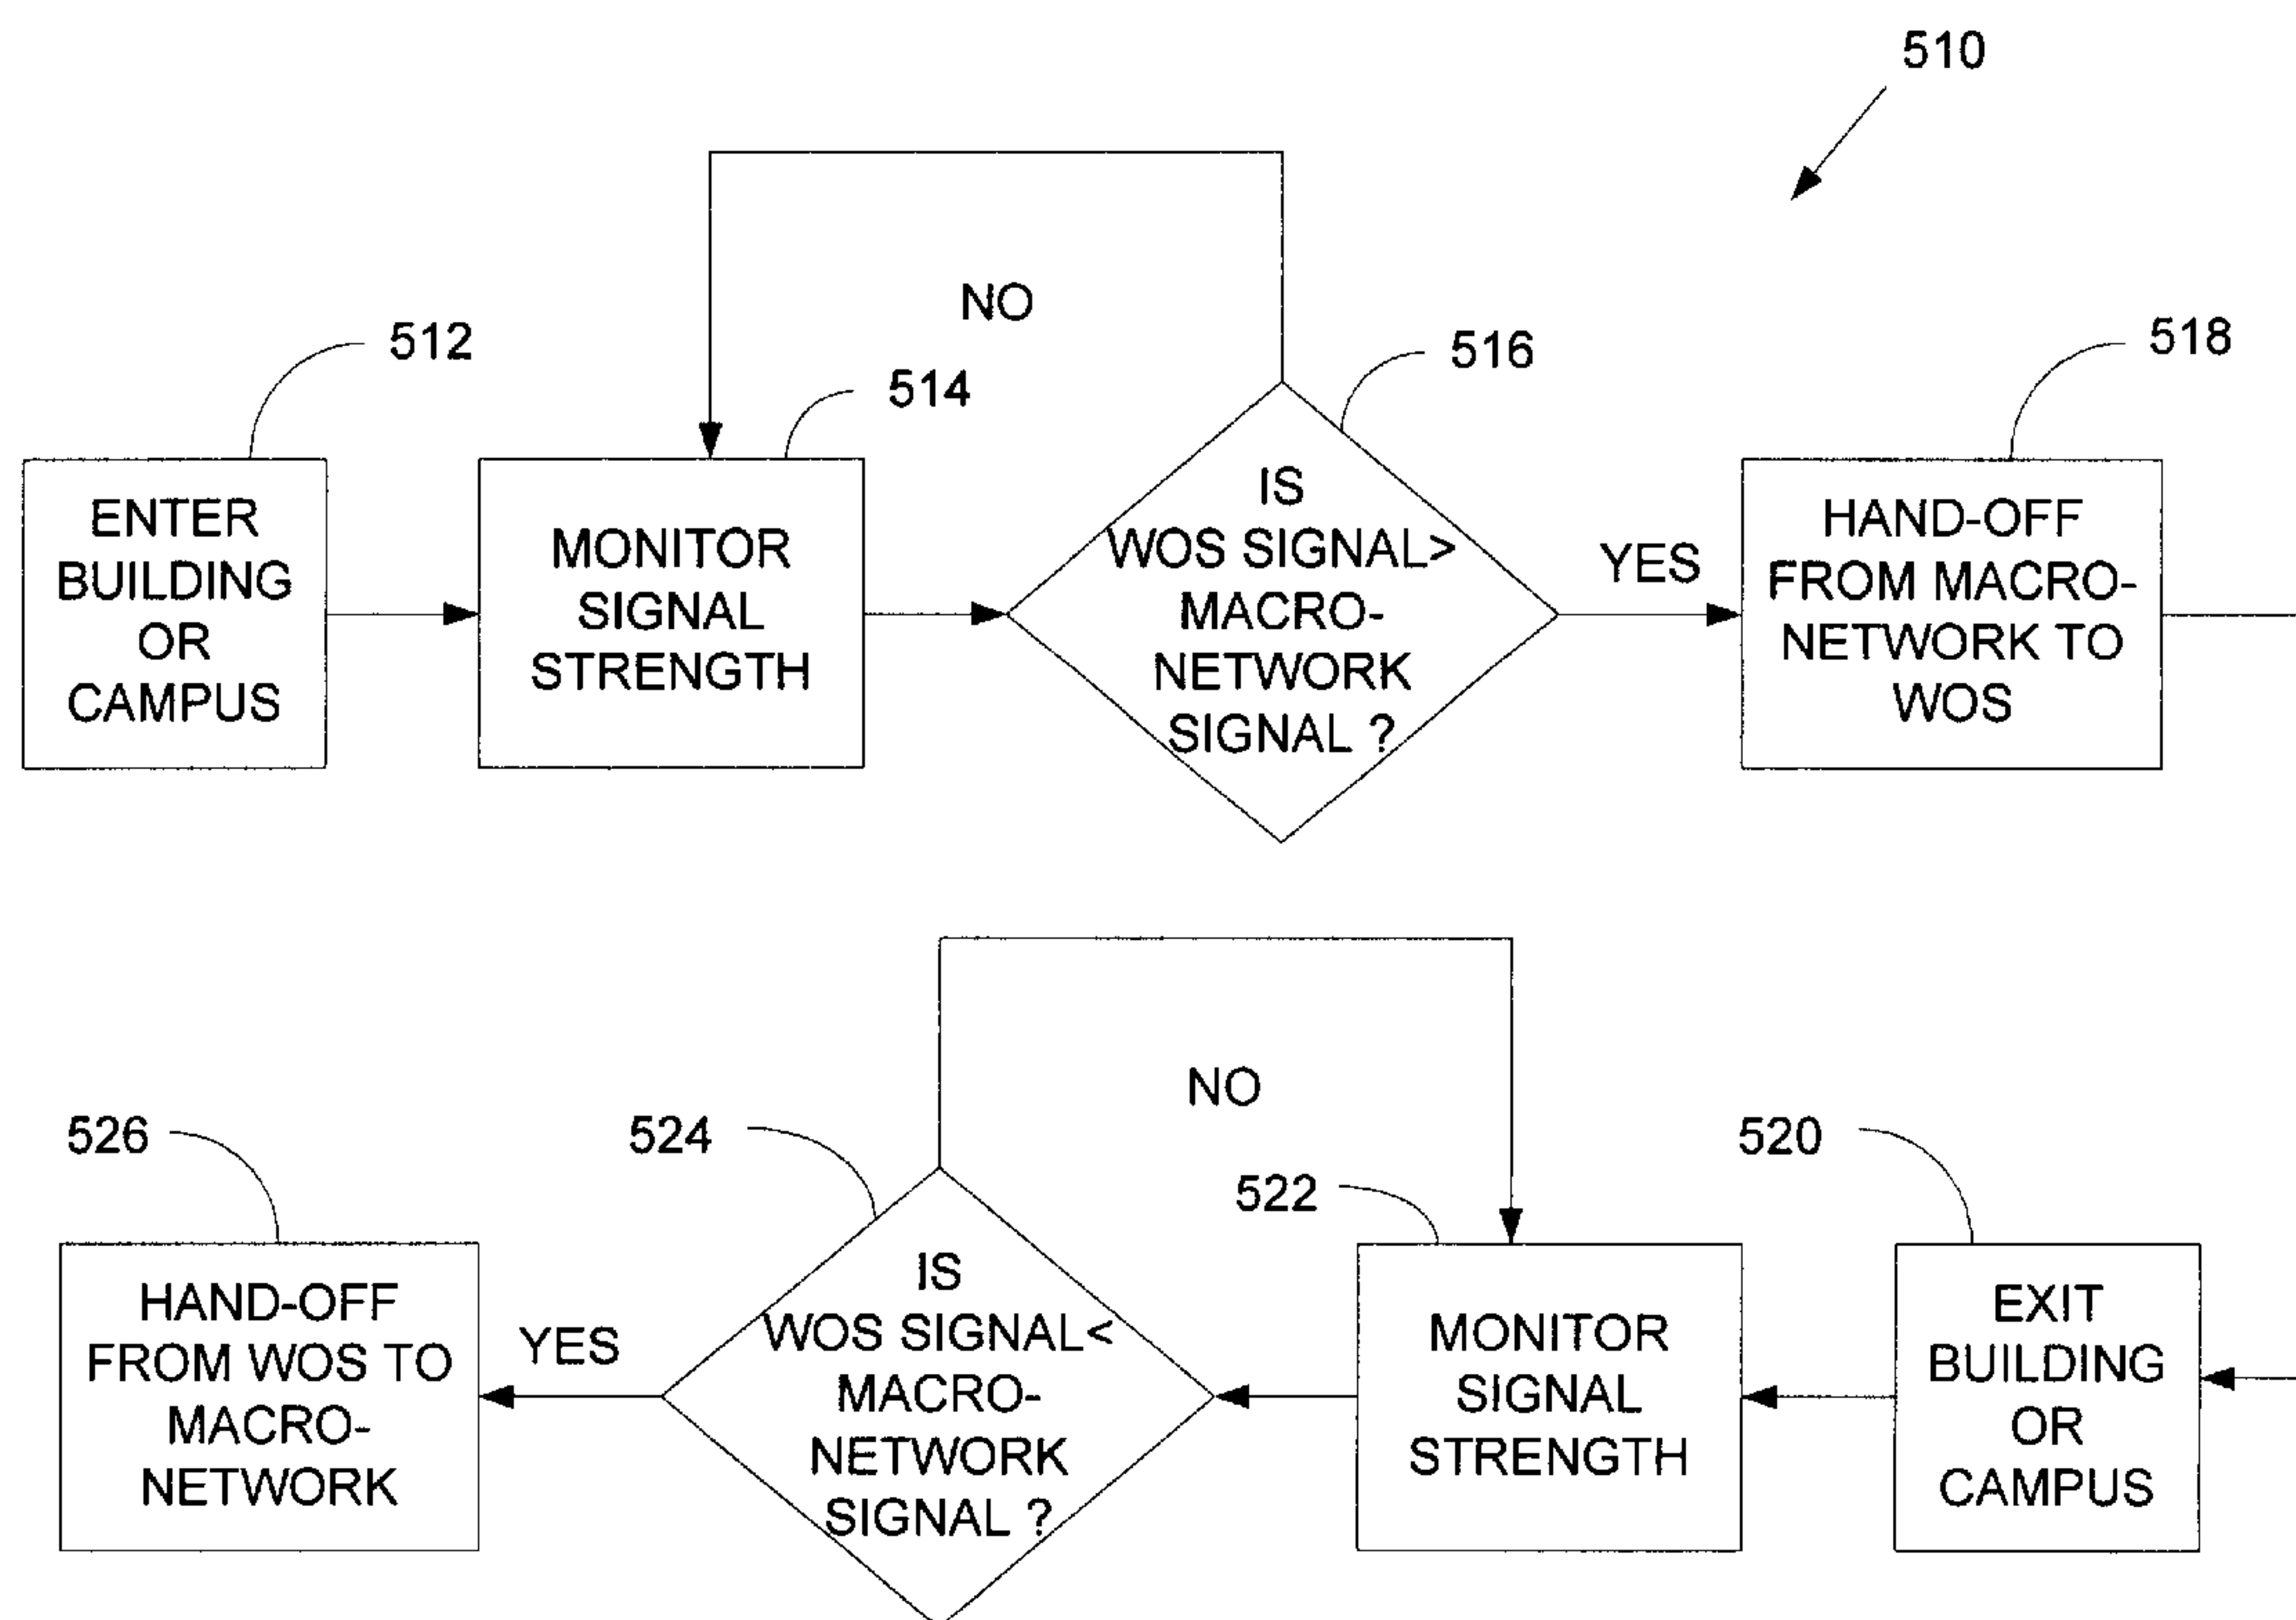 510
NO
512
514
516
518
ENTER
BUILDING
OR
CAMPUS
MONITOR
SIGNAL
STRENGTH
IS
WOS SIGNAL>
MACRO-
NETWORK
SIGNAL ?
YES
HAND-OFF
FROM MACRO-
NETWORK TO
WOS
NO
526
524
522
520
HAND-OFF
FROM WOS TO
MACRO-
NETWORK
YES
IS
WOS SIGNAL<
MACRO-
NETWORK
SIGNAL ?
MONITOR
SIGNAL
STRENGTH
EXIT
BUILDING
OR
CAMPUS